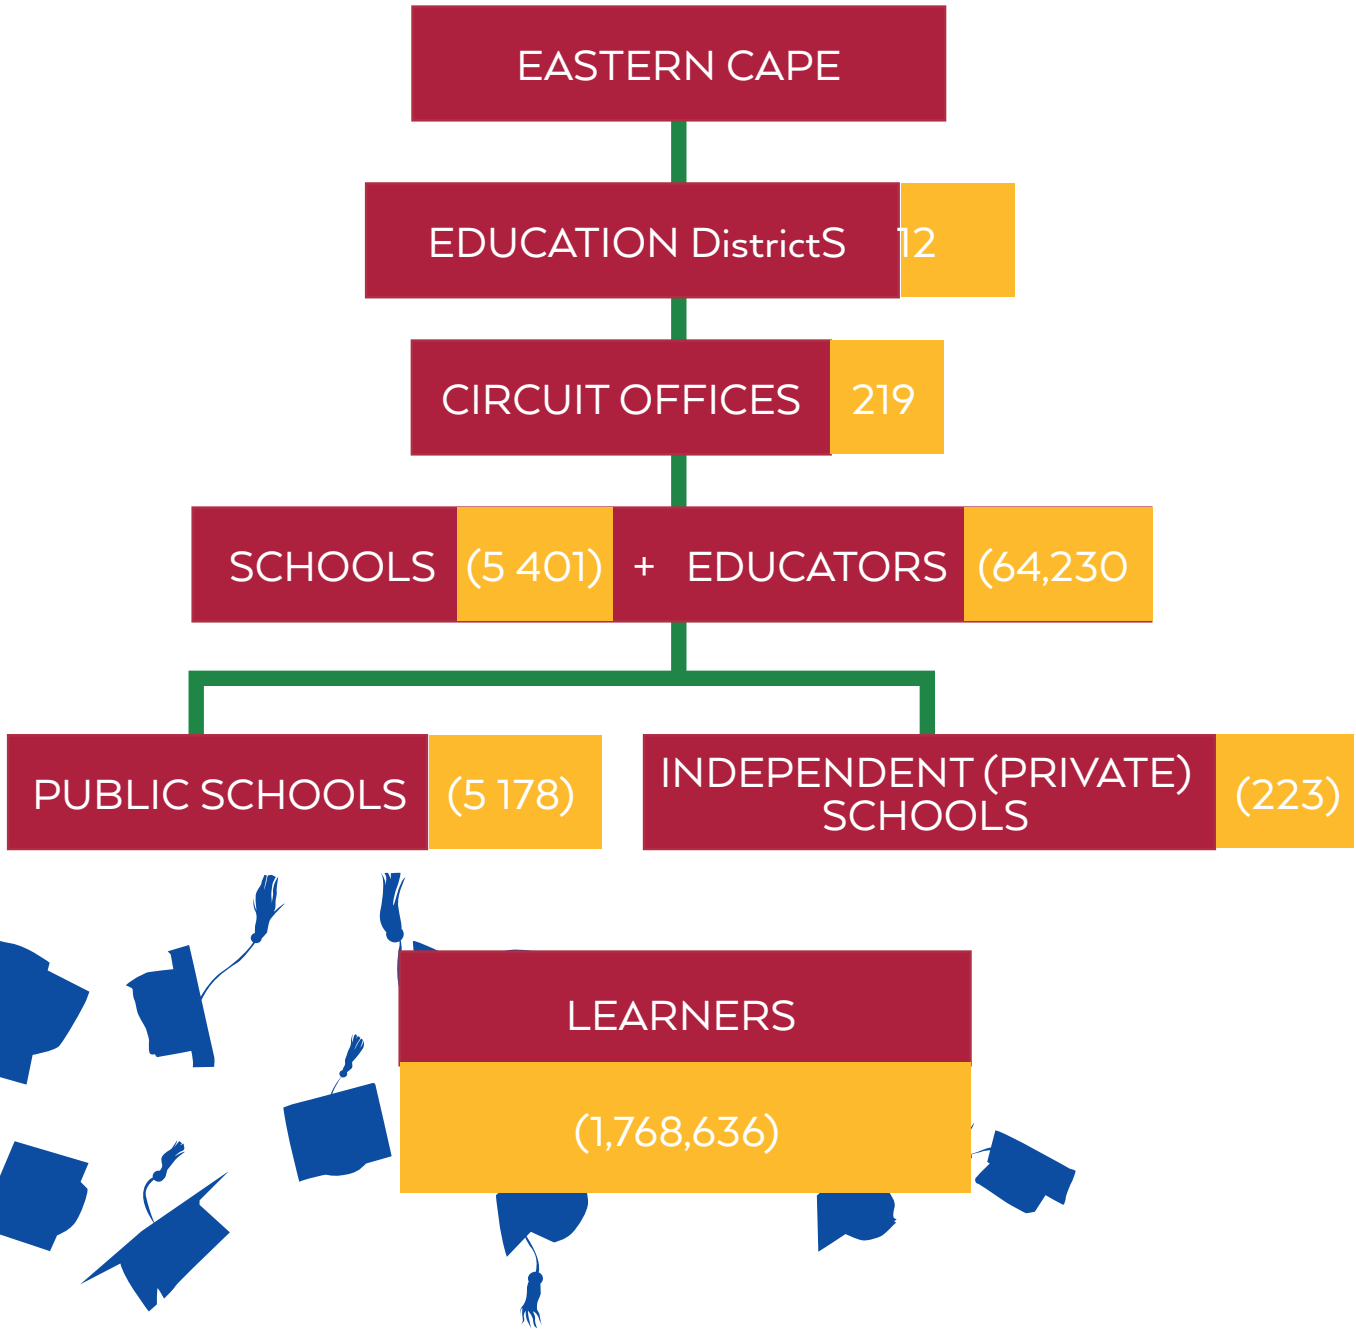 EASTERN CAPE
EDUCATION DistrictS 12
CIRCUIT OFFICES 219
SCHOOLS (5 401) + EDUCATORS (64,230
PUBLIC SCHOOLS (5 178)
INDEPENDENT (PRIVATE)
SCHOOLS (223)
LEARNERS
(1,768,636)